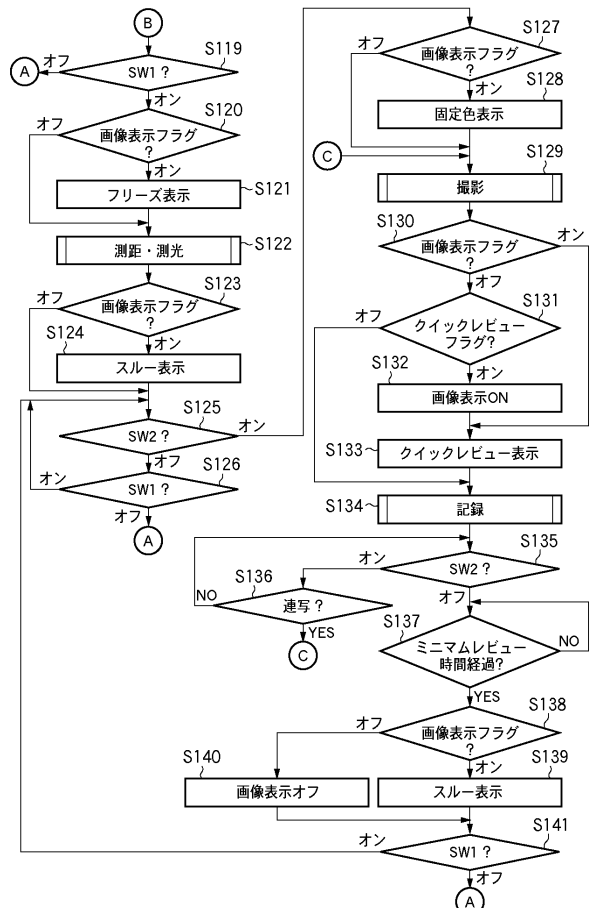 B
S119
オフ
A
SW1?
オン
S120
オフ
画像表示フラグ
?
オン
フリーズ表示
S121
測距・測光
S122
S123
オフ
画像表示フラグ
?
S124
オン
スルー表示
S125
SW2?
オン
オフ
S126
オン
SW1?
オフ
A
S127
オフ
画像表示フラグ
?
オン
S128
固定色表示
C
S129
撮影
S130
画像表示フラグ
?
オン
オフ
S131
オフ
クイックレビュー
フラグ?
S132
オン
画像表示ON
S133
クイックレビュー表示
S134
記録
S135
オン
SW2?
オフ
S136
NO
連写?
YES
C
S137
ミニマムレビュー
時間経過?
NO
YES
S138
オフ
画像表示フラグ
?
オン
S140
画像表示オフ
S139
スルー表示
S141
オン
SW1?
オフ
A